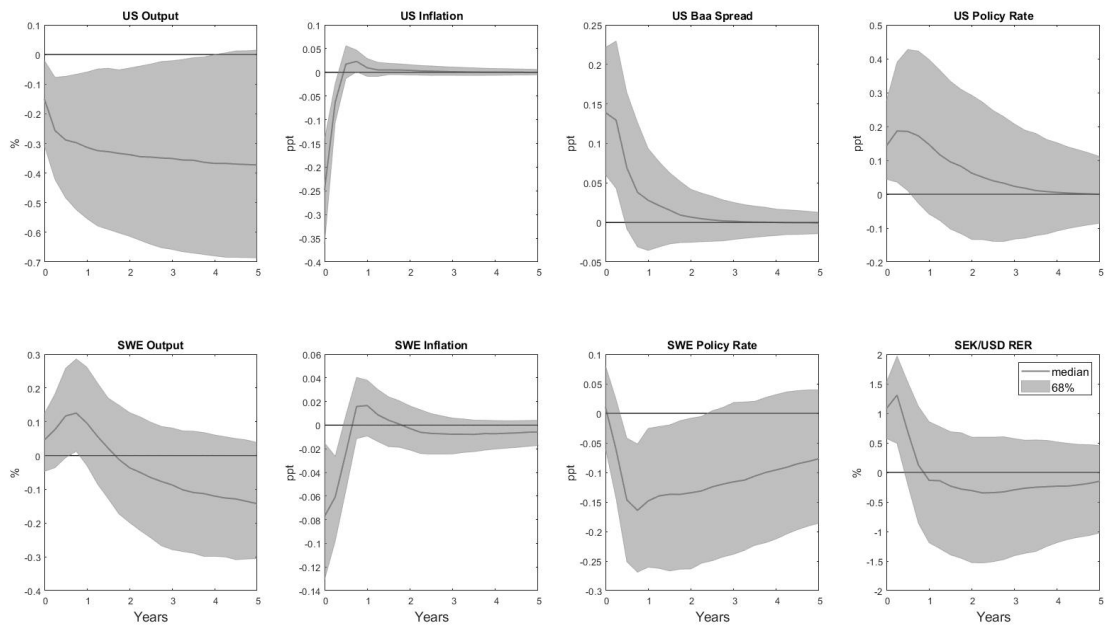 US Output
0.1
0
-0.1
-0.2
-0.3
-0.4
-0.5
-0.6
-0.7
%
0 1 2 3 4 5
US Inflation
0.1
0.05
0
-0.05
-0.1
-0.15
-0.2
-0.25
-0.3
-0.35
-0.4
ppt
0 1 2 3 4 5
US Baa Spread
0.25
0.2
0.15
0.1
0.05
0
-0.05
ppt
0 1 2 3 4 5
US Policy Rate
0.5
0.4
0.3
0.2
0.1
0
-0.1
-0.2
ppt
0 1 2 3 4 5
SWE Output
0.3
0.2
0.1
0
-0.1
-0.2
-0.3
-0.4
%
0 1 2 3 4 5
Years
SWE Inflation
0.06
0.04
0.02
0
-0.02
-0.04
-0.06
-0.08
-0.1
-0.12
-0.14
ppt
0 1 2 3 4 5
Years
SWE Policy Rate
0.1
0.05
0
-0.05
-0.1
-0.15
-0.2
-0.25
-0.3
ppt
0 1 2 3 4 5
Years
SEK/USD RER
2
1.5
1
0.5
0
-0.5
-1
-1.5
-2
%
median
68%
0 1 2 3 4 5
Years